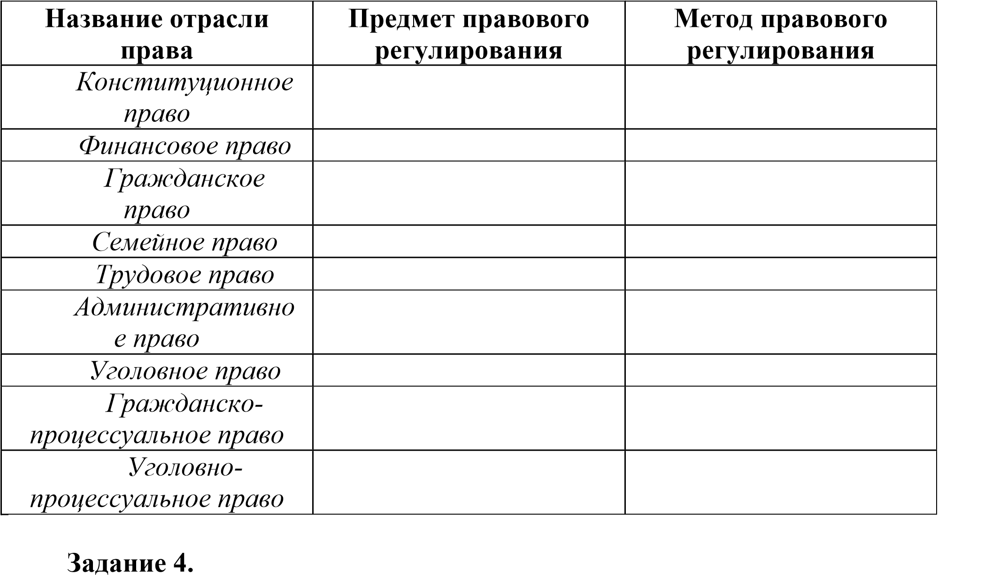 Название отрасли
права
Предмет правового
регулирования
Метод правового
регулирования
Конституционное
право
Финансовое право
Гражданское
право
Семейное право
Трудовое право
Административно
е право
Уголовное право
Гражданско-
процессуальное право
Уголовно-
процессуальное право
Задание 4.